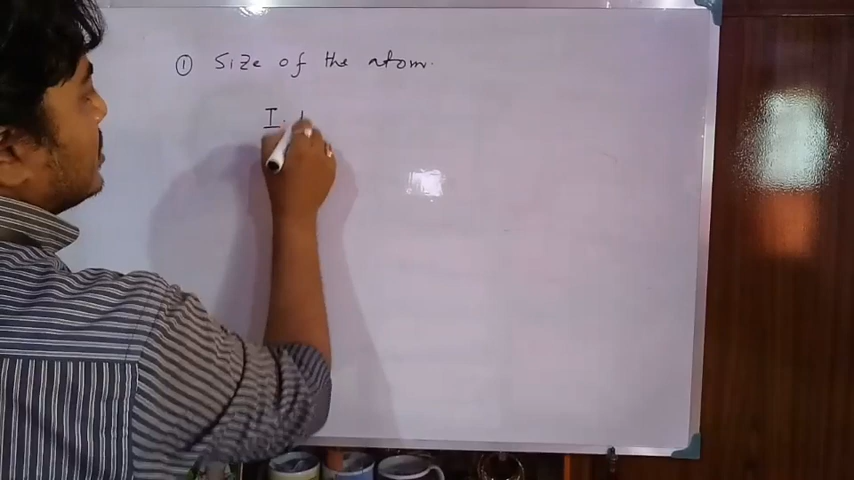 ① Size of the atom.
I.